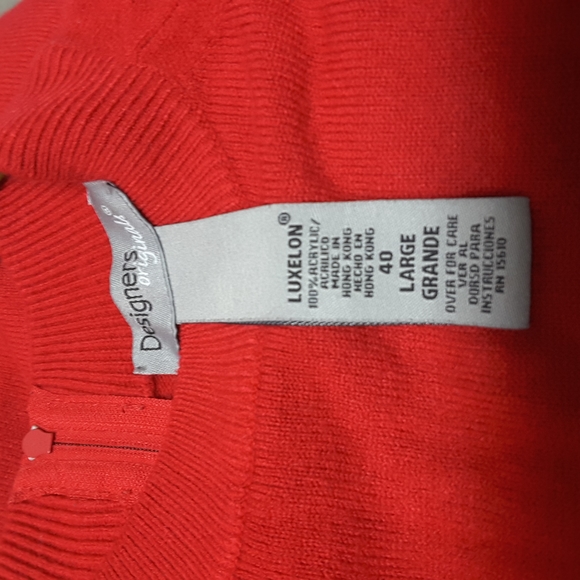 Designers
originals®
LUXELON®
100% ACRYLIC/
ACRILICO
MADE IN
HONG KONG
HECHO EN
HONG KONG
40
LARGE
GRANDE
OVER FOR CARE
VER AL
DORSO PARA
INSTRUCCIONES
RN 15610